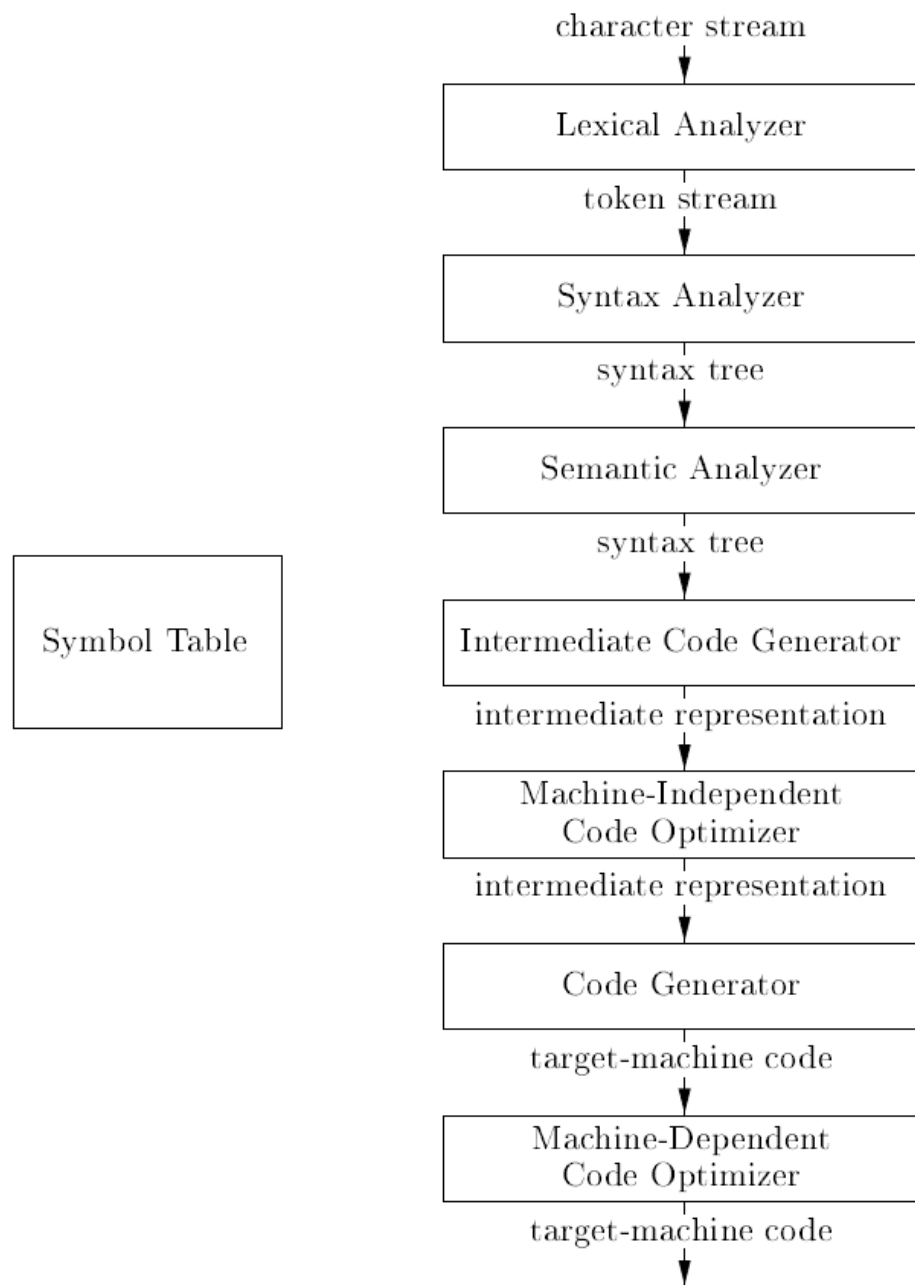 character stream
Lexical Analyzer
token stream
Syntax Analyzer
syntax tree
Semantic Analyzer
syntax tree
Symbol Table
Intermediate Code Generator
intermediate representation
Machine-Independent
Code Optimizer
intermediate representation
Code Generator
target-machine code
Machine-Dependent
Code Optimizer
target-machine code